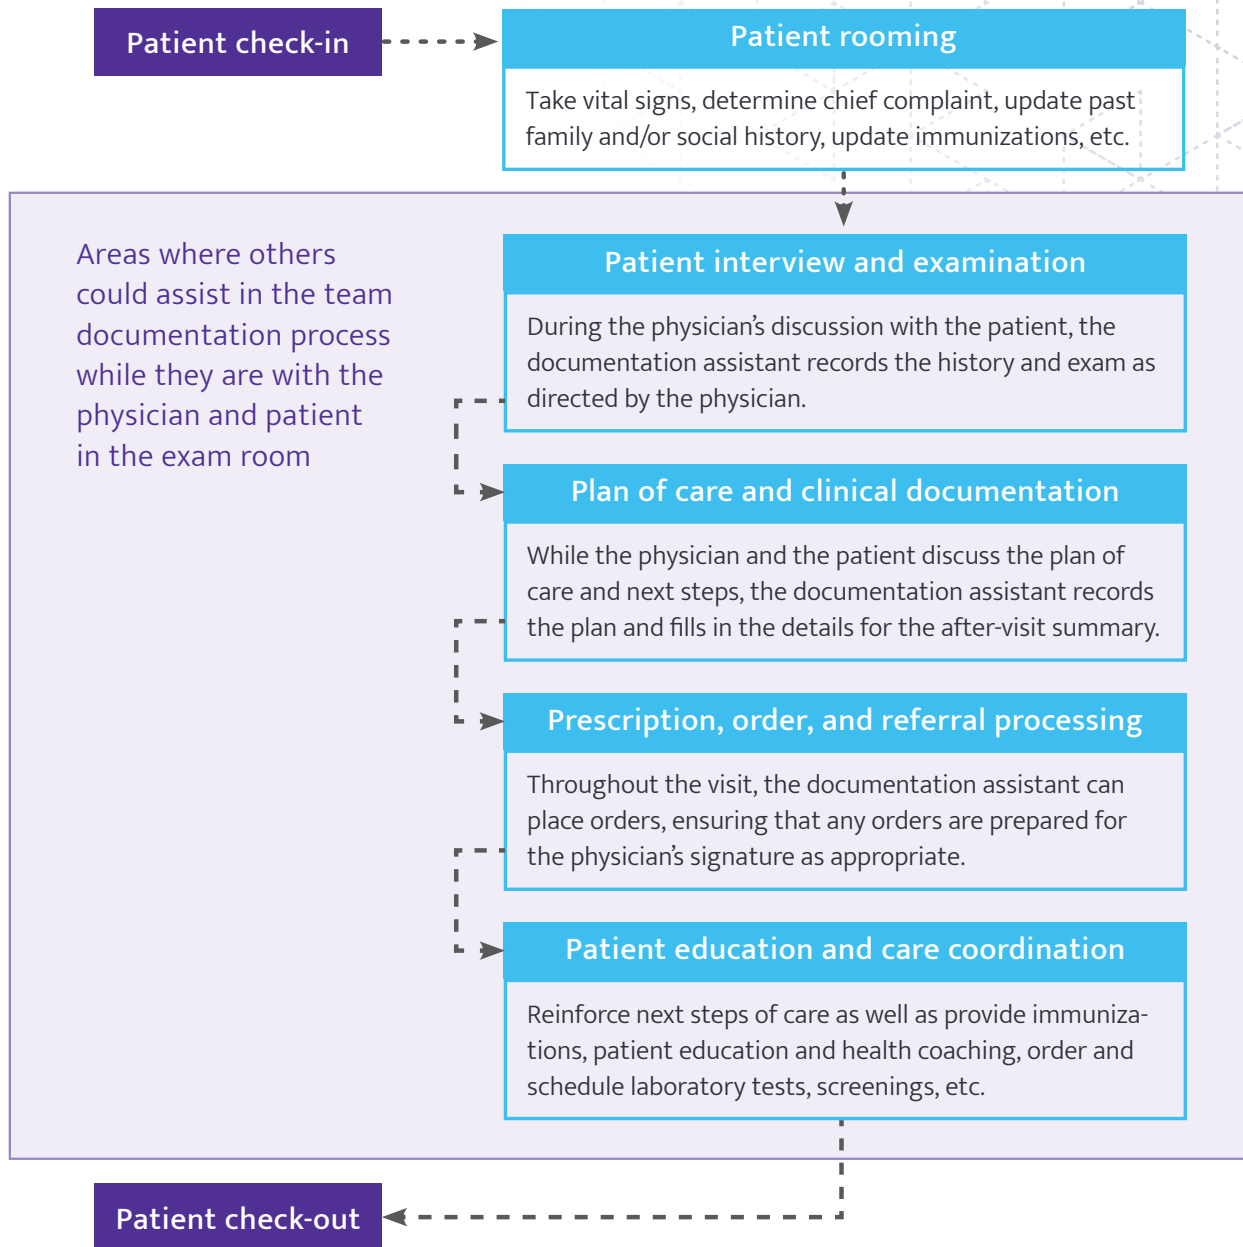 Patient check-in
Patient rooming
Take vital signs, determine chief complaint, update past
family and/or social history, update immunizations, etc.
Areas where others
could assist in the team
documentation process
while they are with the
physician and patient
in the exam room
Patient interview and examination
During the physician’s discussion with the patient, the
documentation assistant records the history and exam as
directed by the physician.
Plan of care and clinical documentation
While the physician and the patient discuss the plan of
care and next steps, the documentation assistant records
the plan and fills in the details for the after-visit summary.
Prescription, order, and referral processing
Throughout the visit, the documentation assistant can
place orders, ensuring that any orders are prepared for
the physician’s signature as appropriate.
Patient education and care coordination
Reinforce next steps of care as well as provide immuniza-
tions, patient education and health coaching, order and
schedule laboratory tests, screenings, etc.
Patient check-out